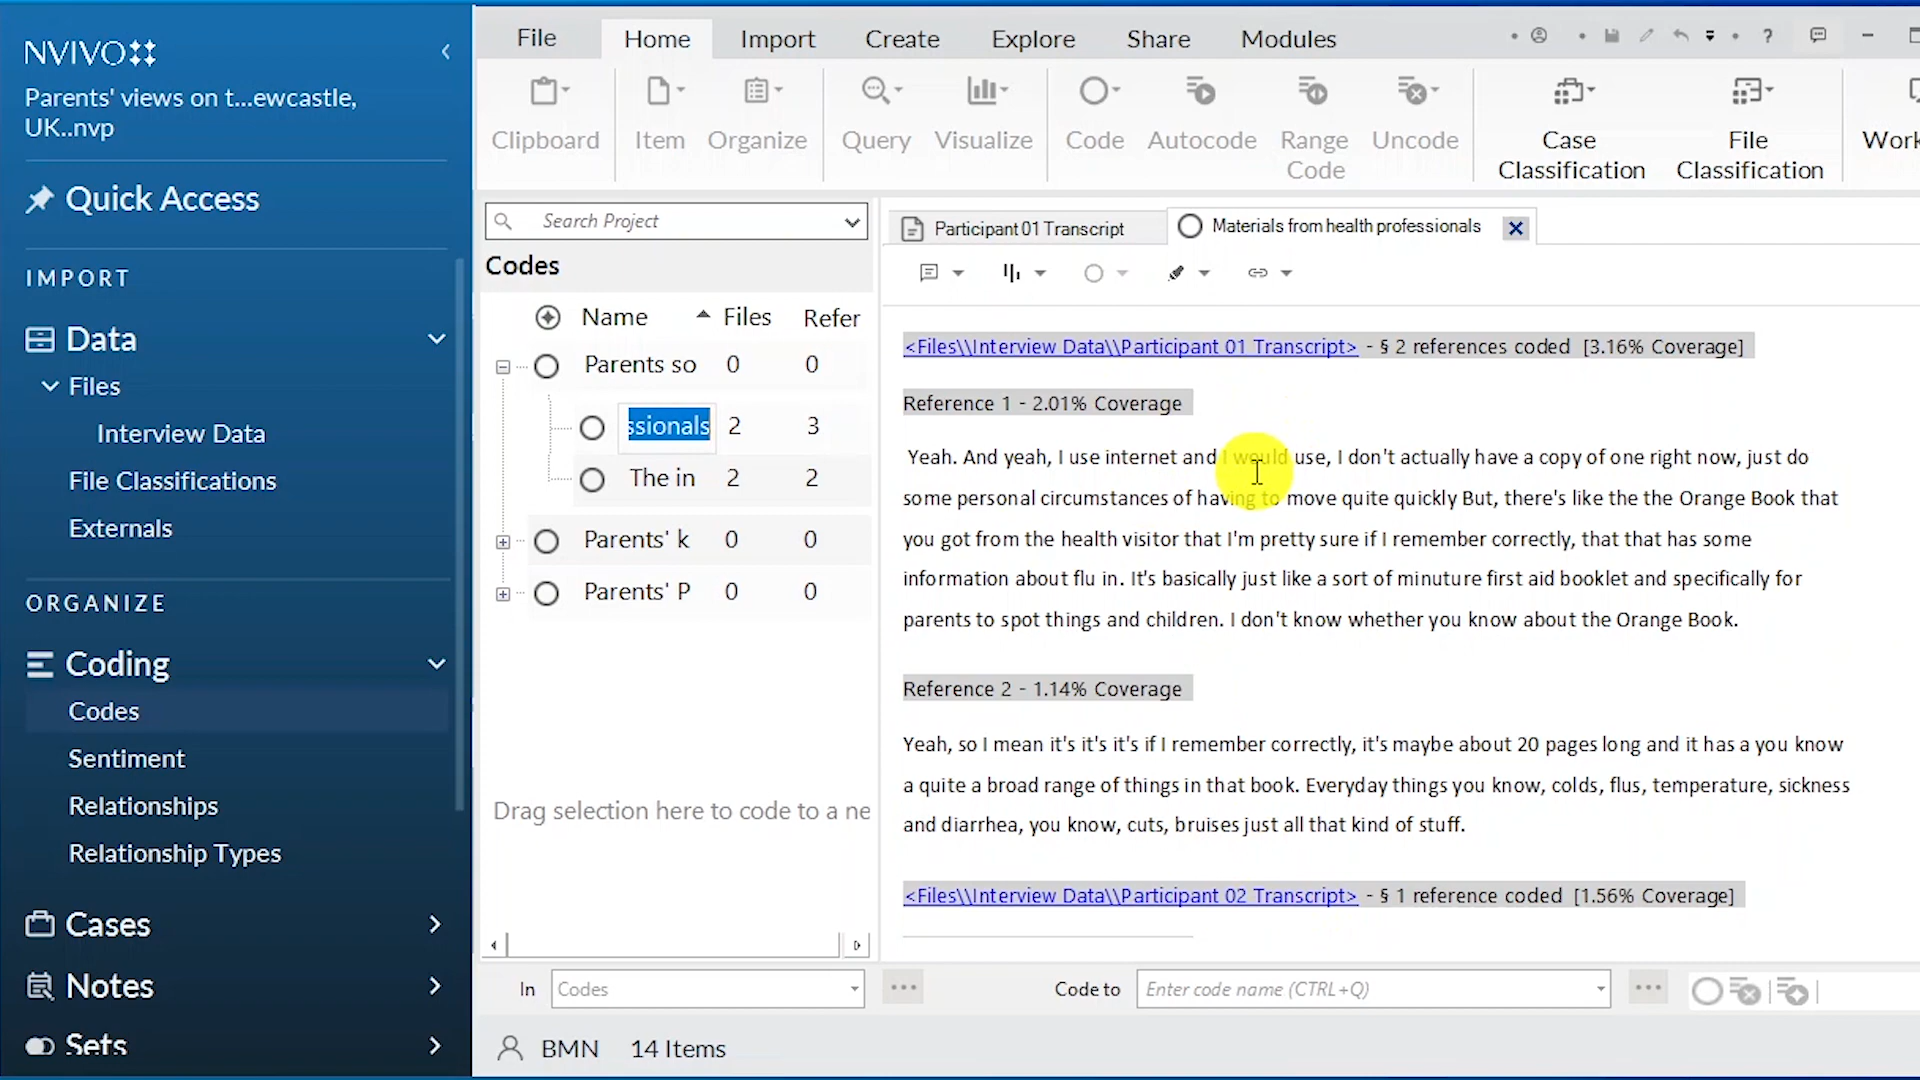 NVIVO
Parents' views on t...ewcastle,
UK..nvp
Quick Access
IMPORT
Data
Files
Interview Data
File Classifications
Externals
ORGANIZE
Coding
Codes
Sentiment
Relationships
Relationship Types
Cases
Notes
Sets
File Home Import Create Explore Share Modules
Clipboard Item Organize Query Visualize Code Autocode Range Code Uncode Case Classification File Classification Work
Search Project
Codes
Name Files Refer
Parents so 0 0
ssionals 2 3
The in 2 2
Parents' k 0 0
Parents' P 0 0
Drag selection here to code to a ne
Participant 01 Transcript Materials from health professionals
<Files\\Interview Data\\Participant 01 Transcript> - § 2 references coded [3.16% Coverage]
Reference 1 - 2.01% Coverage
Yeah. And yeah, I use internet and I would use, I don't actually have a copy of one right now, just do
some personal circumstances of having to move quite quickly But, there's like the the Orange Book that
you got from the health visitor that I'm pretty sure if I remember correctly, that that has some
information about flu in. It's basically just like a sort of minuture first aid booklet and specifically for
parents to spot things and children. I don't know whether you know about the Orange Book.
Reference 2 - 1.14% Coverage
Yeah, so I mean it's it's it's if I remember correctly, it's maybe about 20 pages long and it has a you know
a quite a broad range of things in that book. Everyday things you know, colds, flus, temperature, sickness
and diarrhea, you know, cuts, bruises just all that kind of stuff.
<Files\\Interview Data\\Participant 02 Transcript> - § 1 reference coded [1.56% Coverage]
In Codes Code to Enter code name (CTRL+Q)
BMN 14 Items